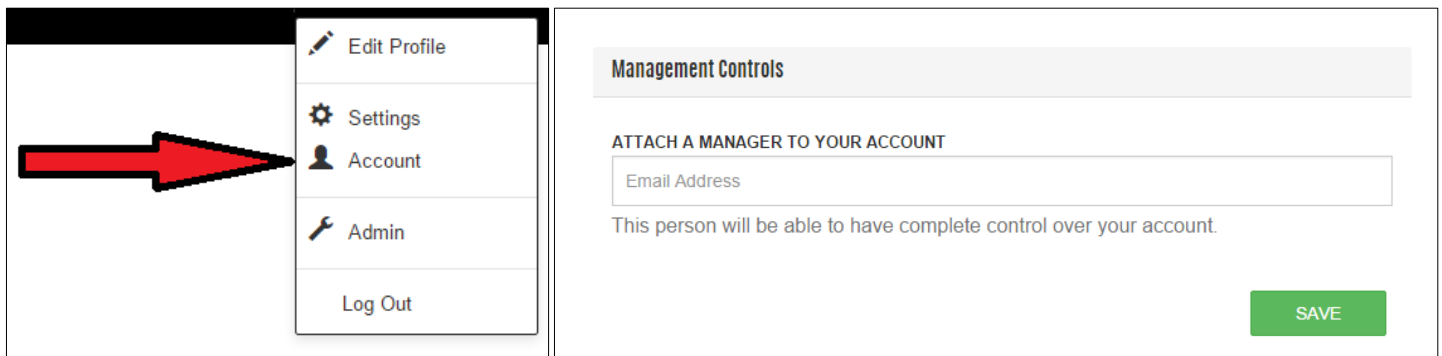 Edit Profile
Settings
Account
Admin
Log Out
Management Controls
ATTACH A MANAGER TO YOUR ACCOUNT
Email Address
This person will be able to have complete control over your account.
SAVE